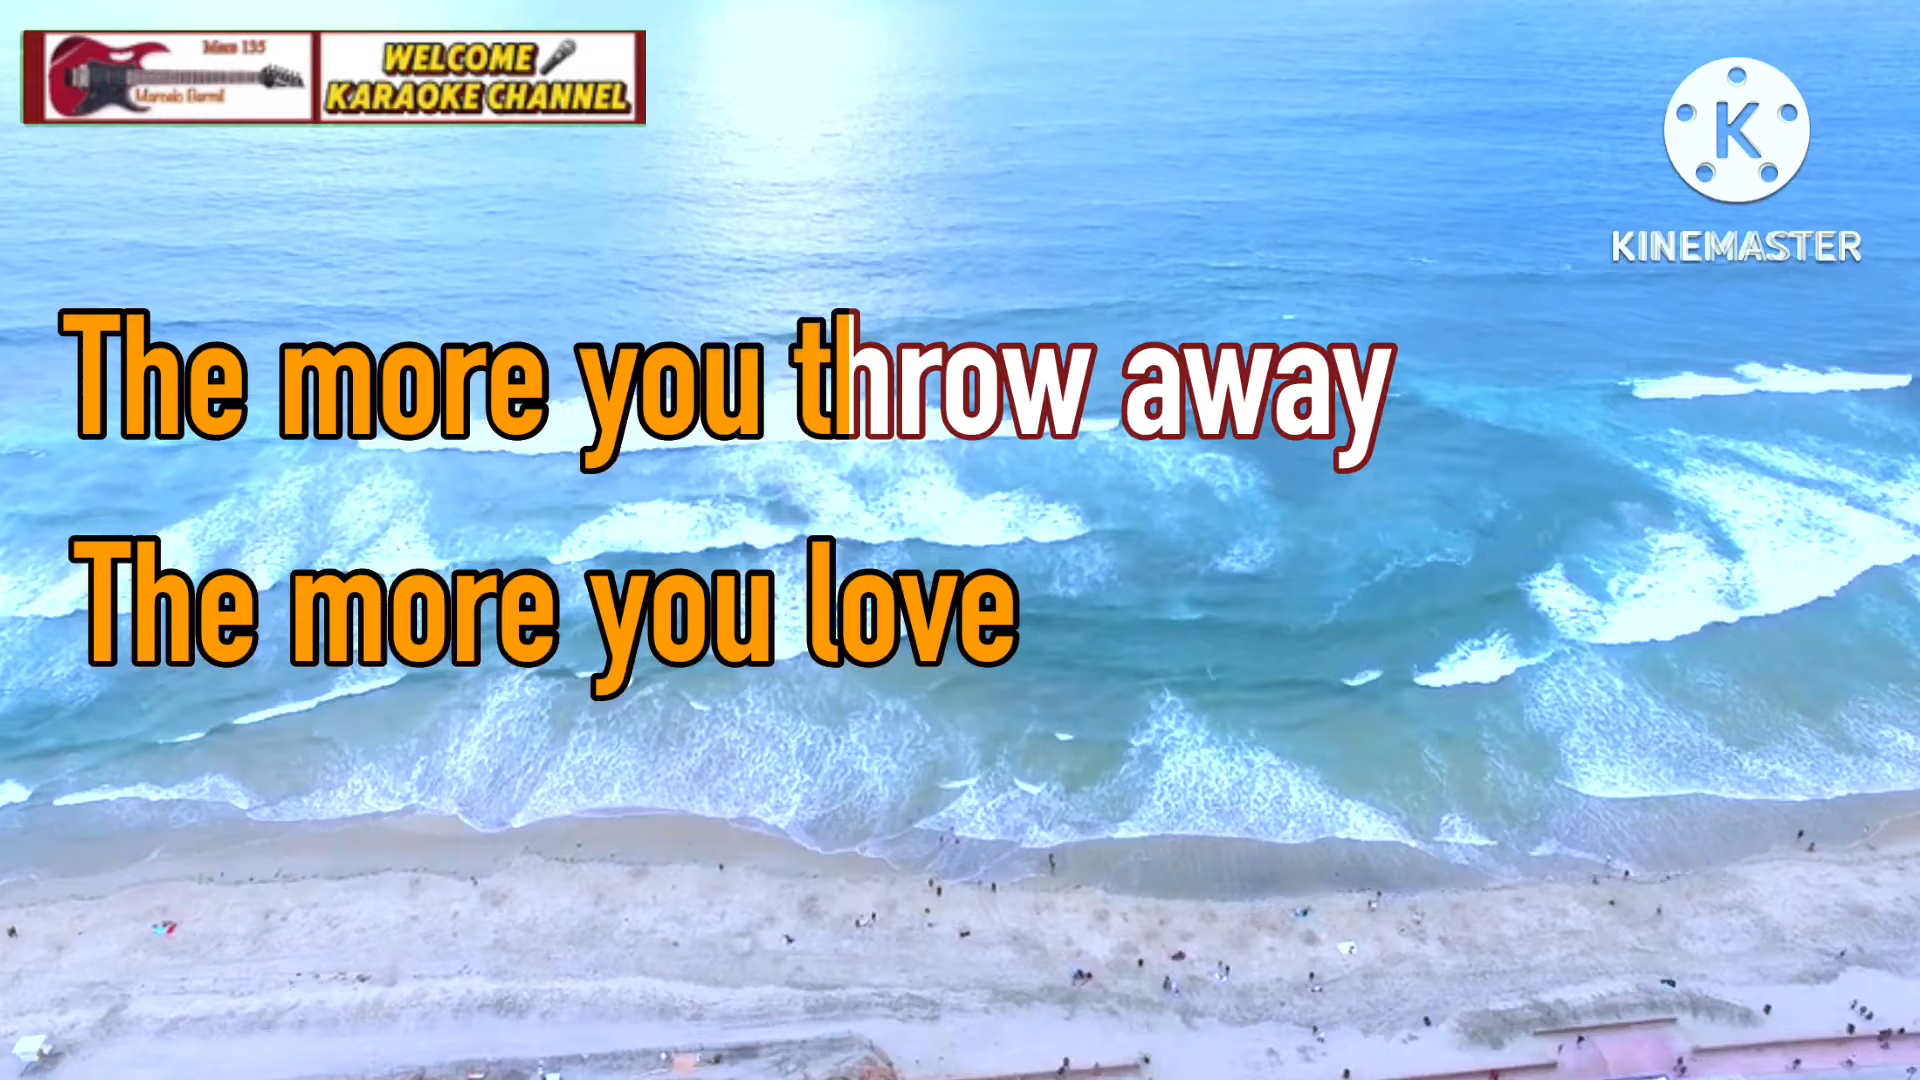 WELCOME
KARAOKE CHANNEL
K
KINEMASTER
The more you throw away
The more you love